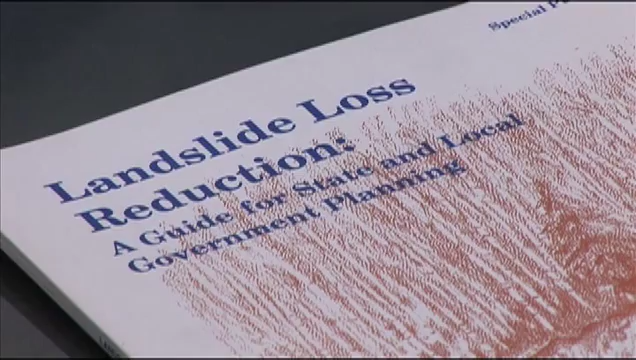 Special
Landslide Loss
Reduction:
A Guide for State and Local
Government Planning